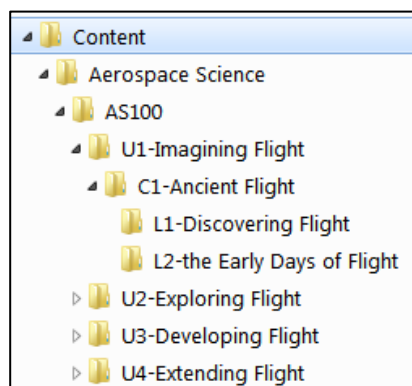 Content
Aerospace Science
AS100
U1-Imagining Flight
C1-Ancient Flight
L1-Discovering Flight
L2-the Early Days of Flight
U2-Exploring Flight
U3-Developing Flight
U4-Extending Flight